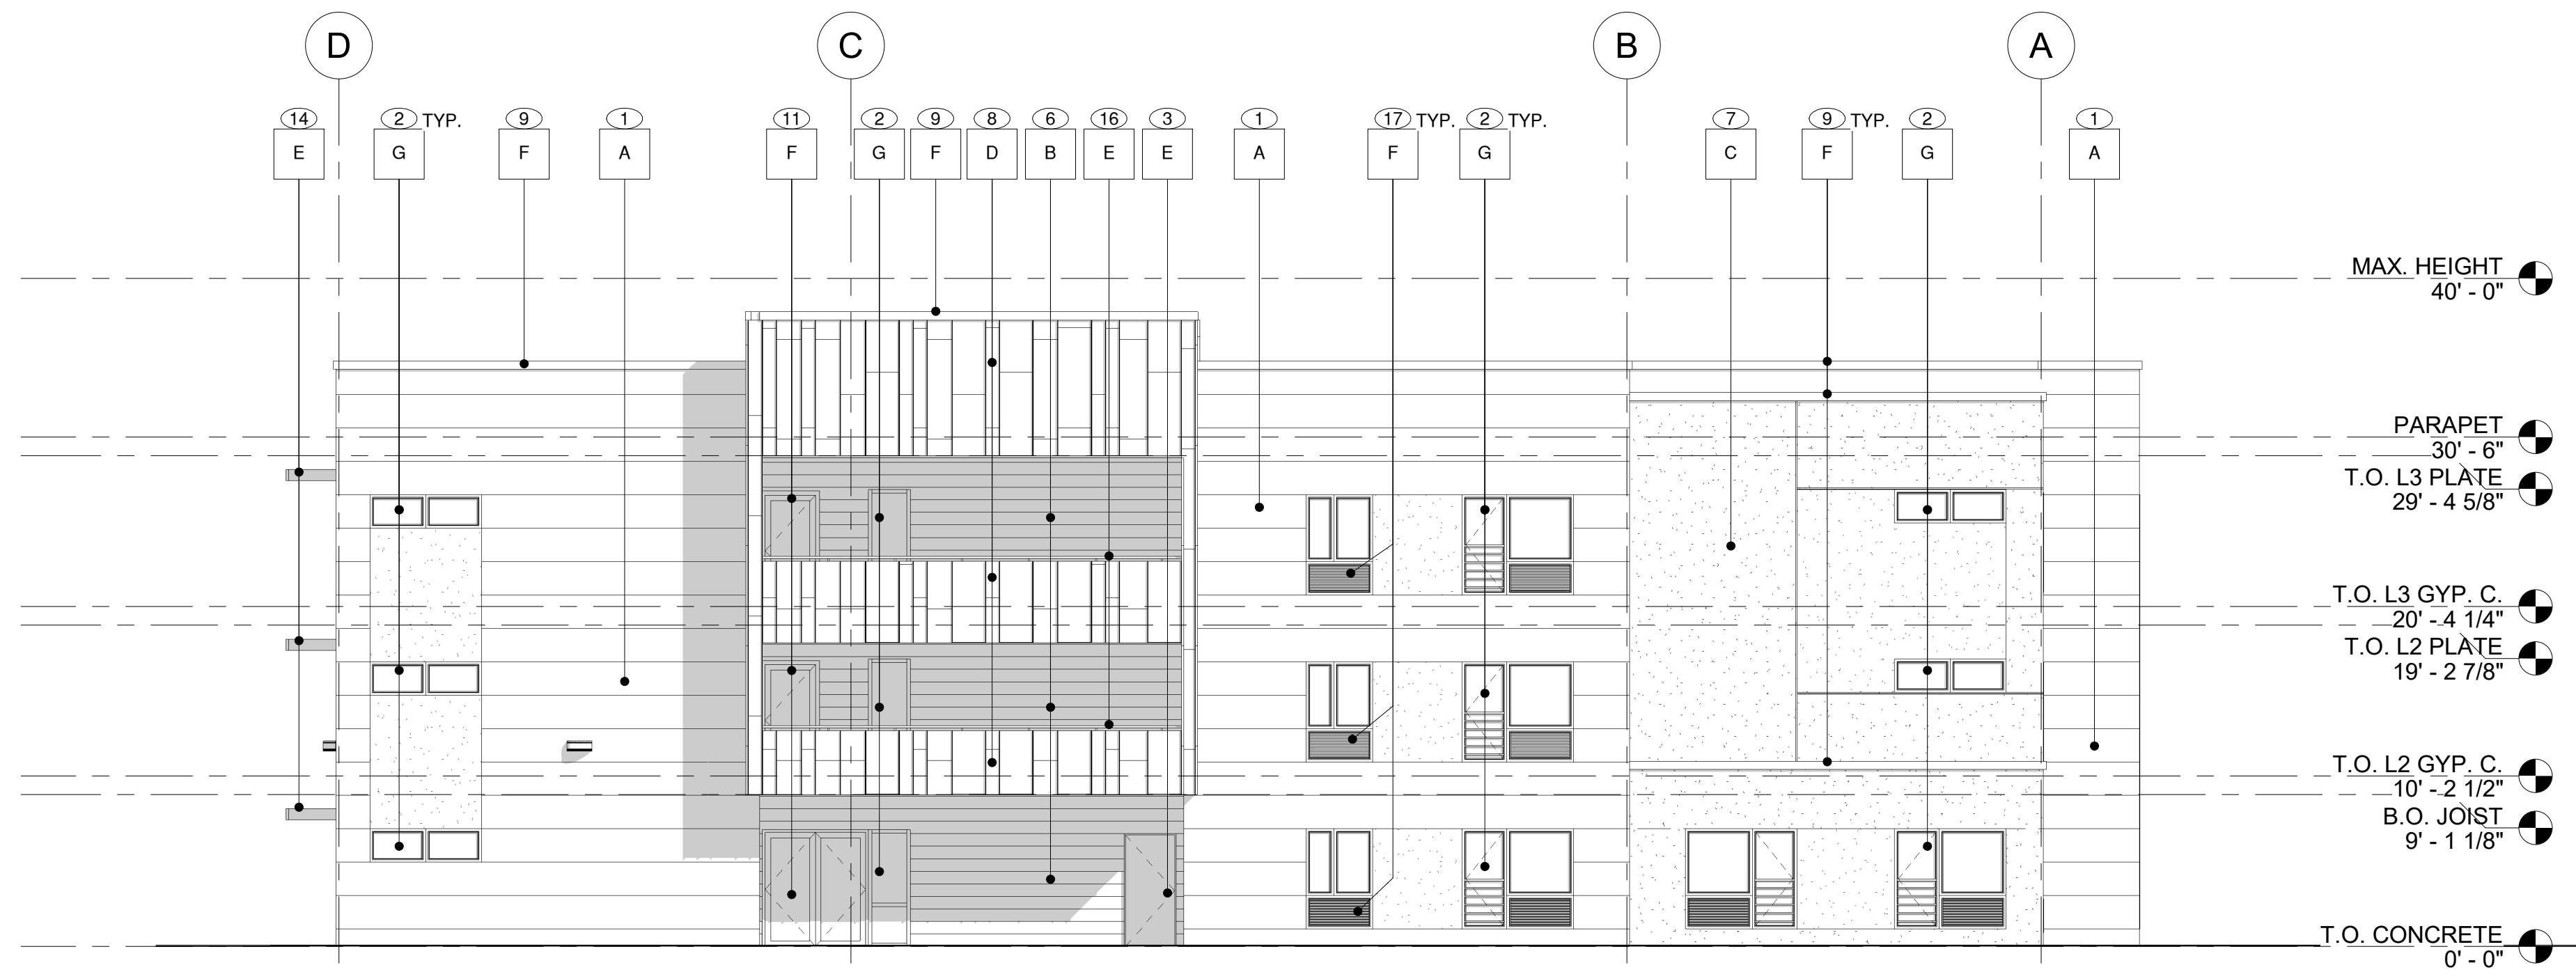 D C B A
14 2 TYP. 9 1 11 2 9 8 6 16 3 1 17 TYP. 2 TYP. 7 9 TYP. 2 1
E G F A F G F D B E E A F G C F G A
MAX. HEIGHT
40' - 0"
PARAPET
30' - 6"
T.O. L3 PLATE
29' - 4 5/8"
T.O. L3 GYP. C.
20' - 4 1/4"
T.O. L2 PLATE
19' - 2 7/8"
T.O. L2 GYP. C.
10' - 2 1/2"
B.O. JOIST
9' - 1 1/8"
T.O. CONCRETE
0' - 0"